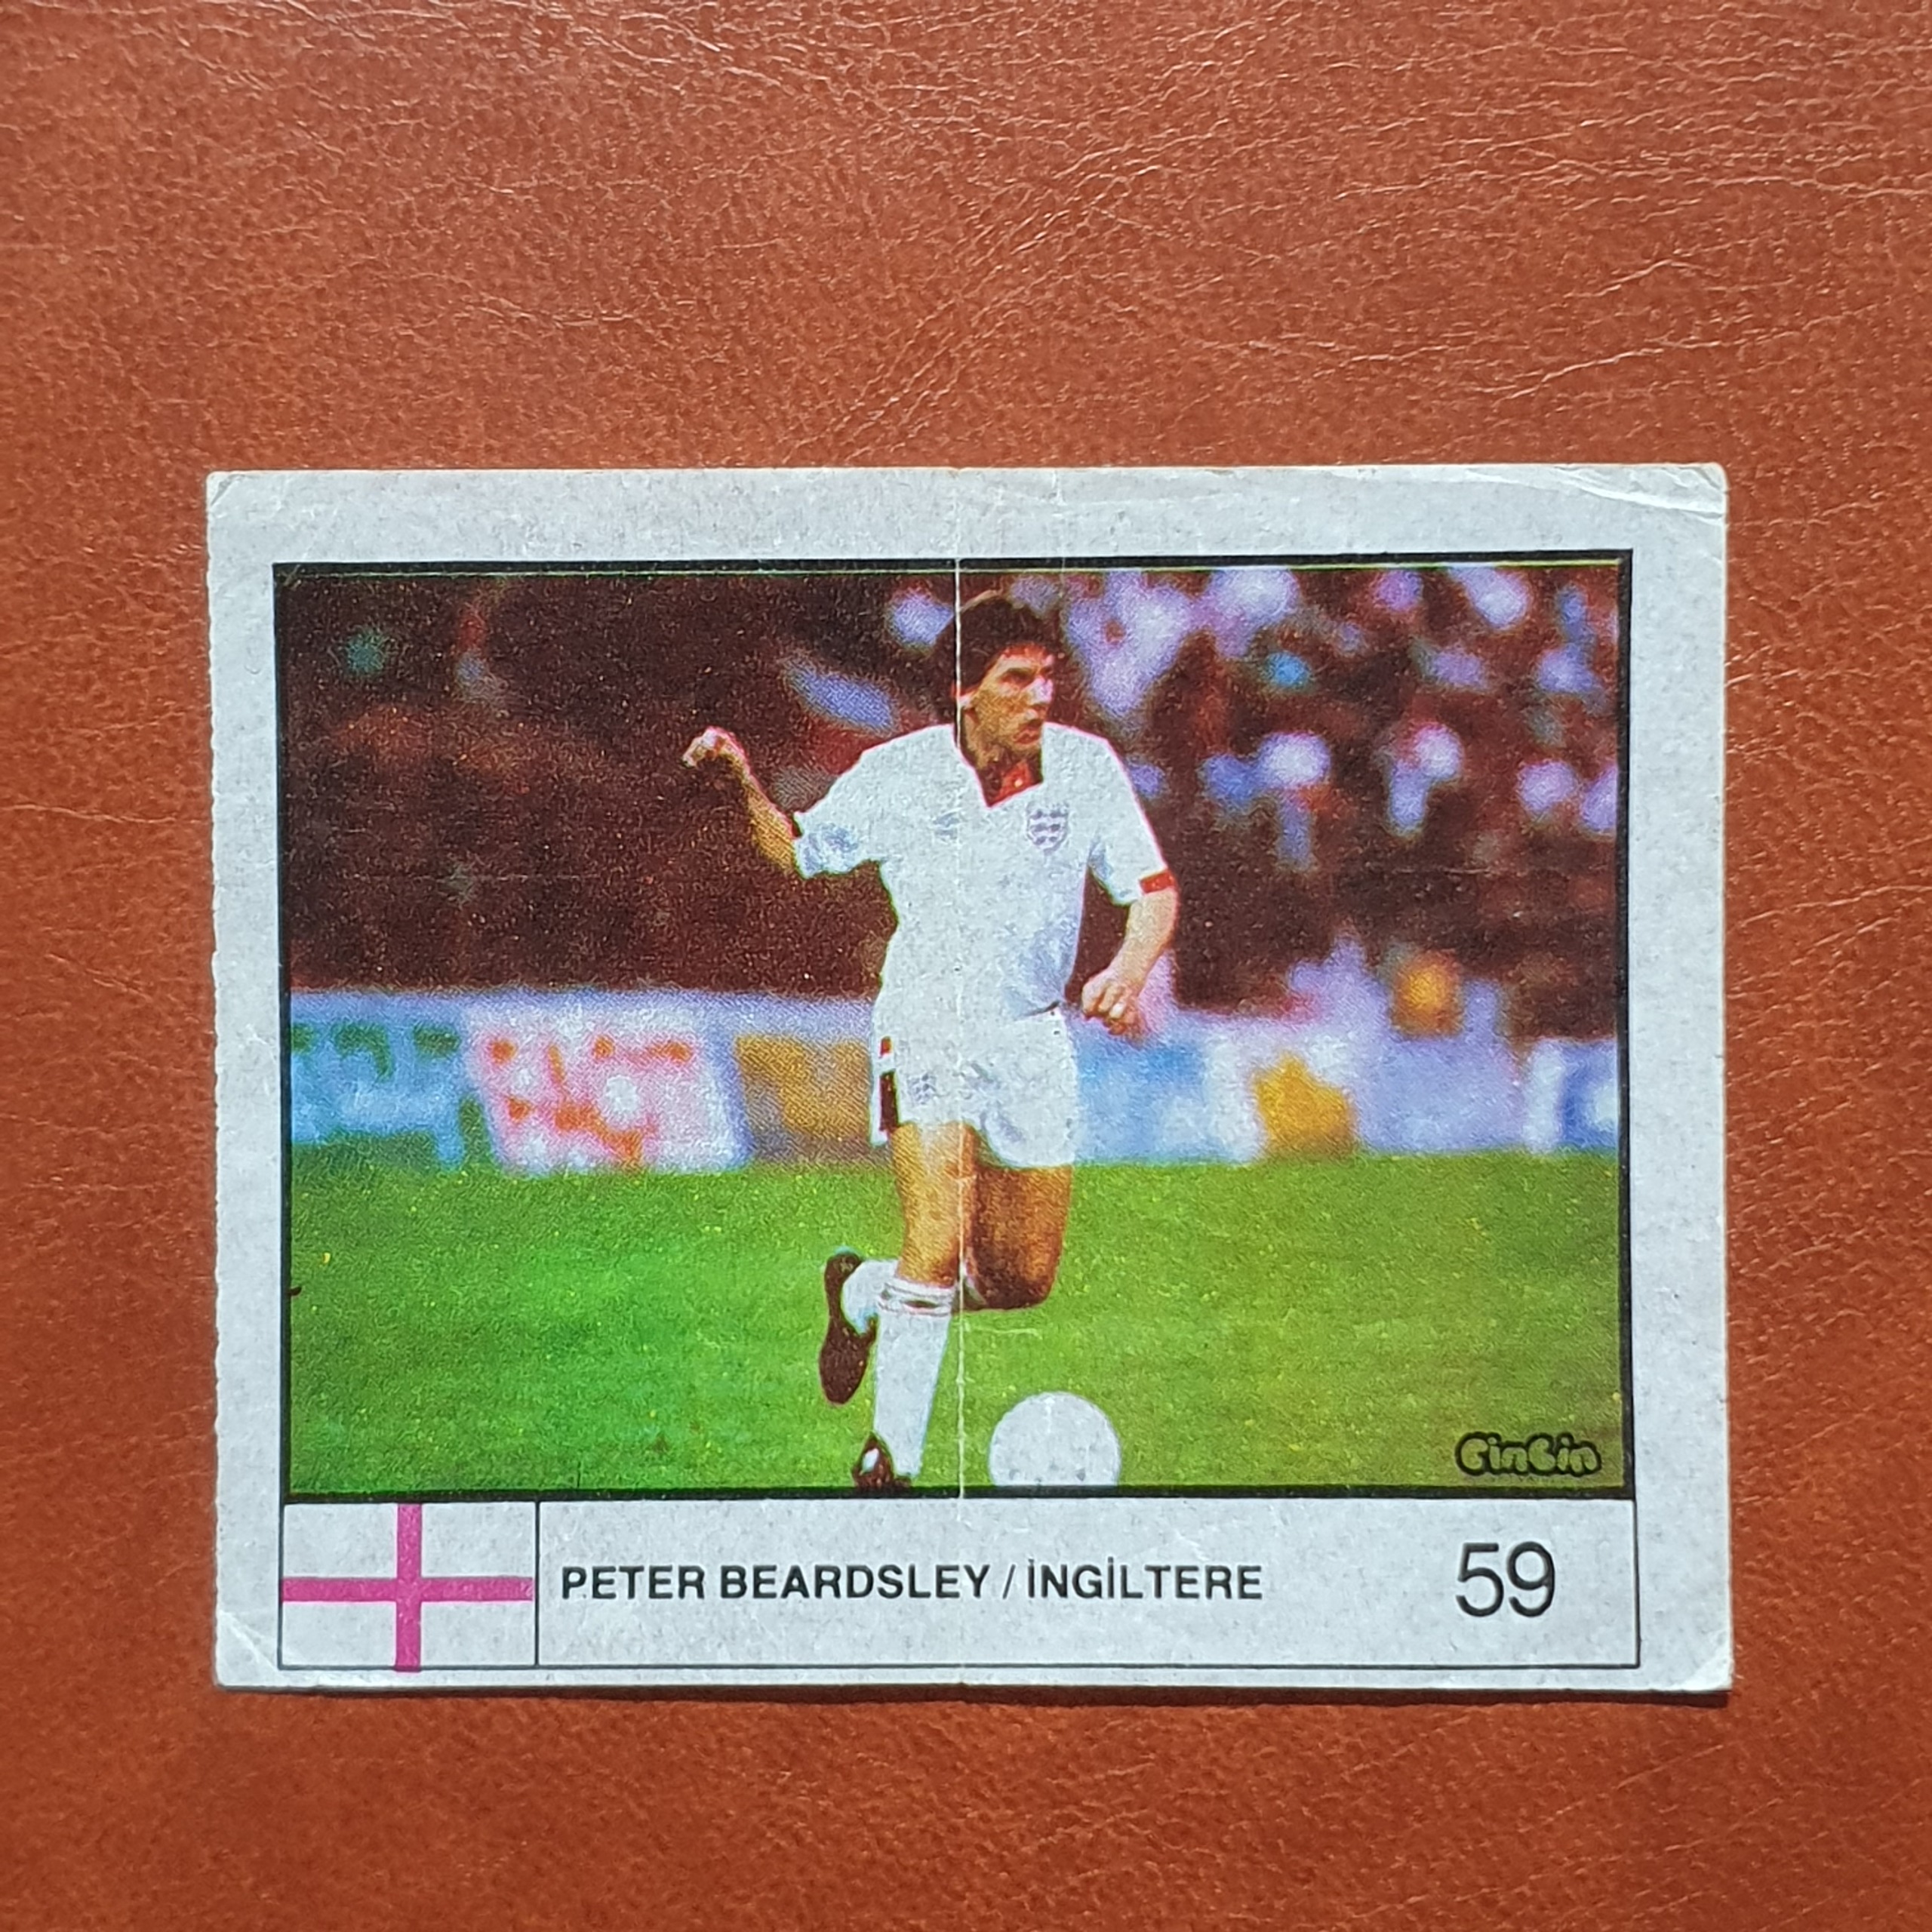 CinCin
PETER BEARDSLEY / İNGİLTERE
59